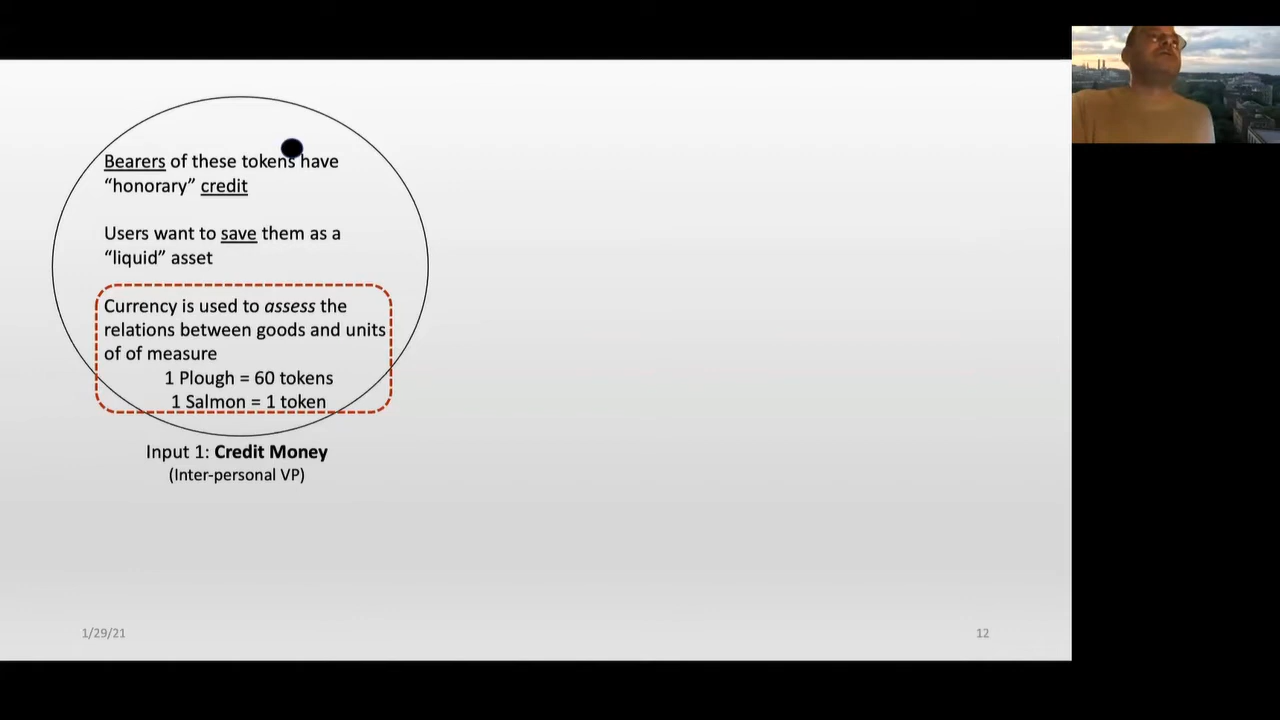 Bearers of these tokens have
“honorary” credit
Users want to save them as a
“liquid” asset
Currency is used to assess the
relations between goods and units
of of measure
1 Plough = 60 tokens
1 Salmon = 1 token
Input 1: Credit Money
(Inter-personal VP)
1/29/21
12